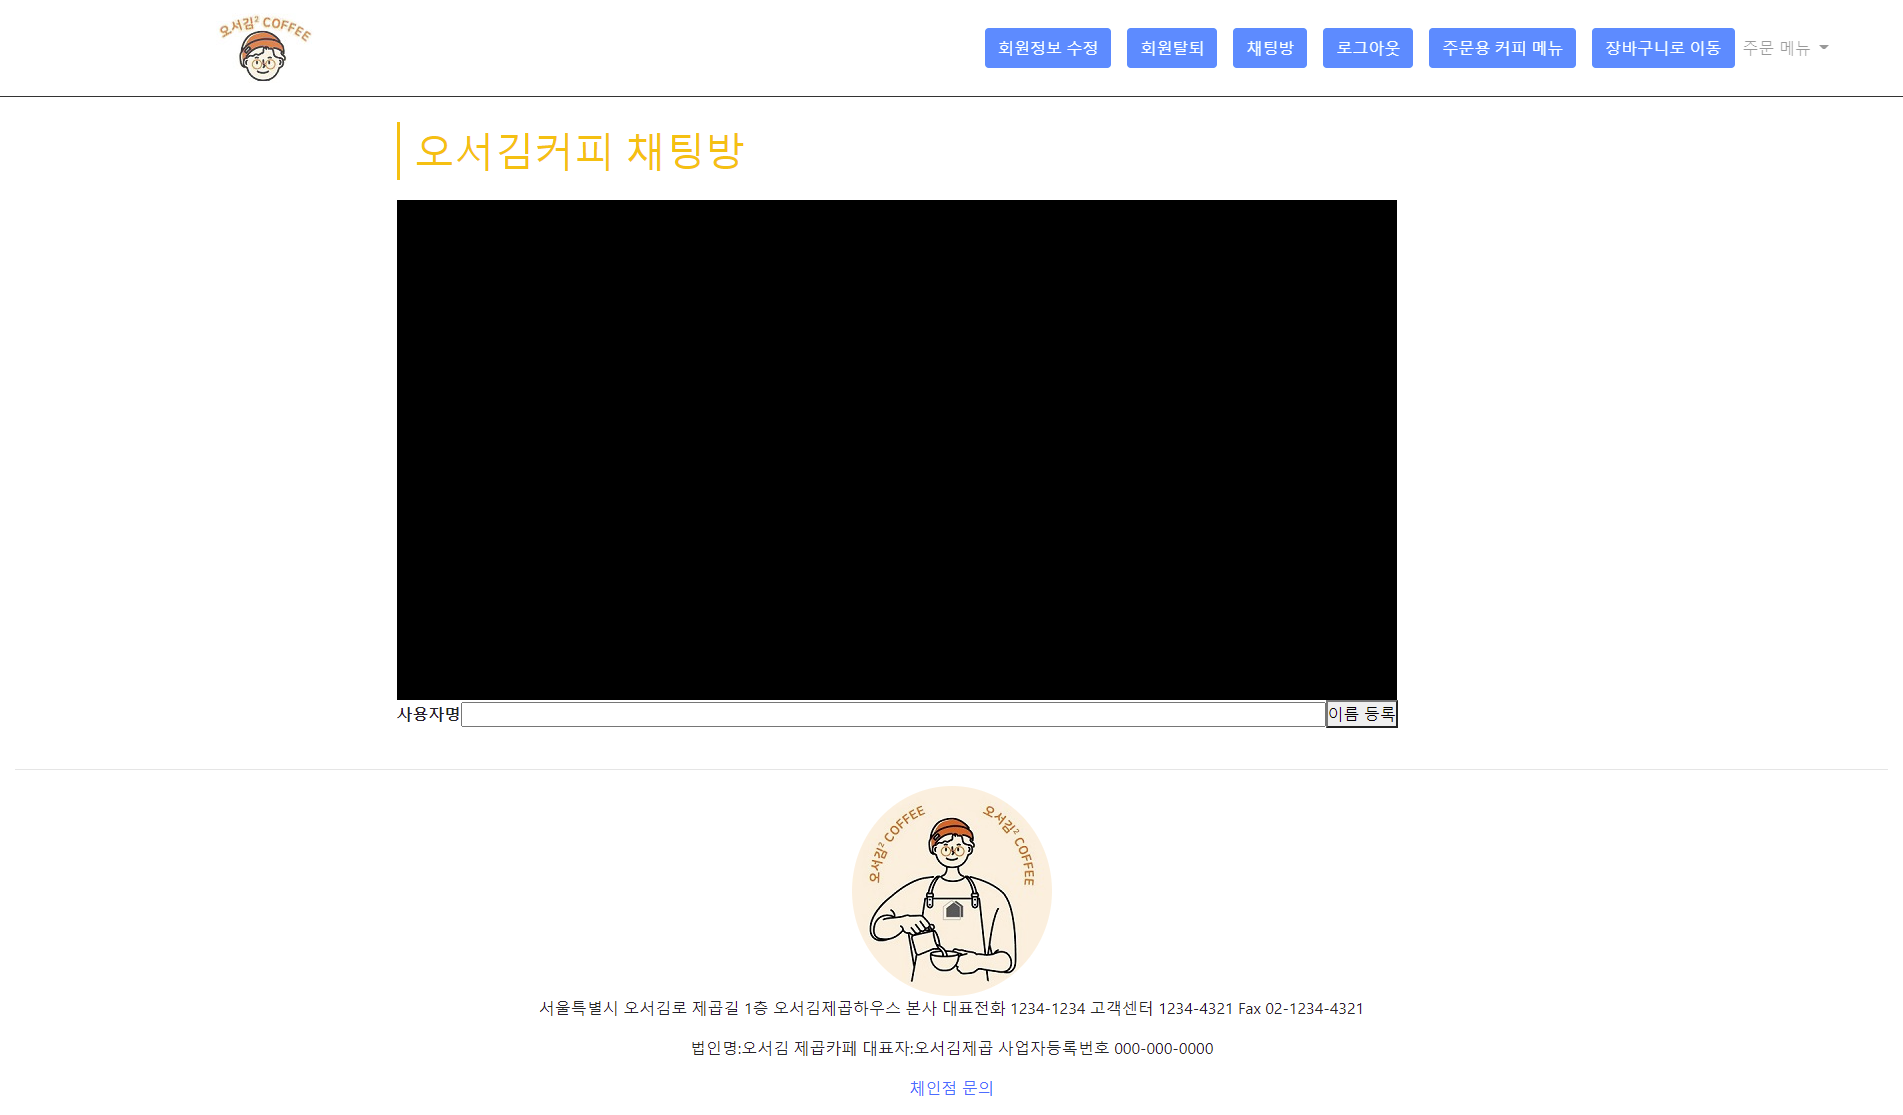 오서김² COFFEE
회원정보 수정 회원탈퇴 채팅방 로그아웃 주문용 커피 메뉴 장바구니로 이동 주문 메뉴
오서김커피 채팅방
사용자명 이름 등록
오서김² COFFEE 오서김² COFFEE
서울특별시 오서김로 제곱길 1층 오서김제곱하우스 본사 대표전화 1234-1234 고객센터 1234-4321 Fax 02-1234-4321
법인명:오서김 제곱카페 대표자:오서김제곱 사업자등록번호 000-000-0000
체인점 문의